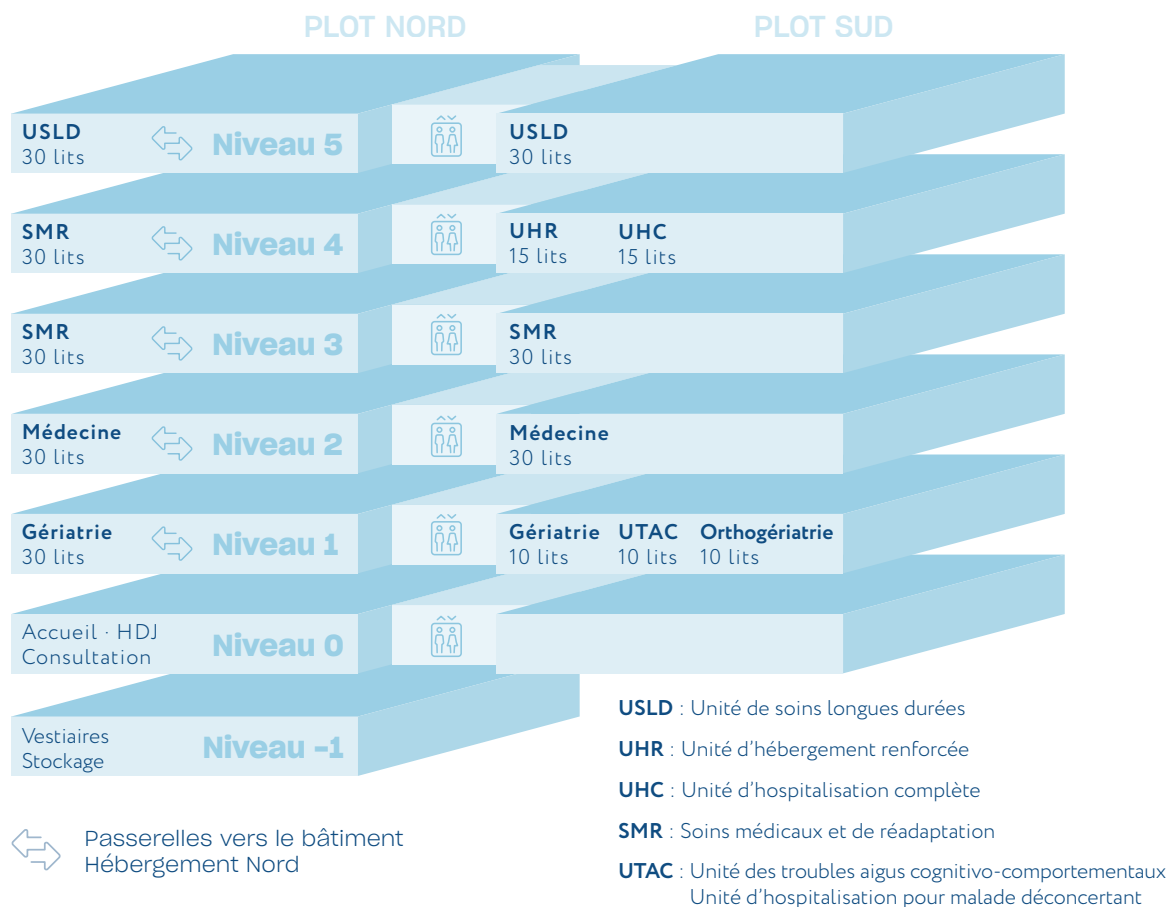 PLOT NORD
PLOT SUD
USLD
30 lits
Niveau 5
USLD
30 lits
SMR
30 lits
Niveau 4
UHR
15 lits
UHC
15 lits
SMR
30 lits
Niveau 3
SMR
30 lits
Médecine
30 lits
Niveau 2
Médecine
30 lits
Gériatrie
30 lits
Niveau 1
Gériatrie
10 lits
UTAC
10 lits
Orthogériatrie
10 lits
Accueil · HDJ
Consultation
Niveau 0
Vestiaires
Stockage
Niveau -1
Passerelles vers le bâtiment
Hébergement Nord
USLD : Unité de soins longues durées
UHR : Unité d'hébergement renforcée
UHC : Unité d'hospitalisation complète
SMR : Soins médicaux et de réadaptation
UTAC : Unité des troubles aigus cognitivo-comportementaux
Unité d'hospitalisation pour malade déconcertant